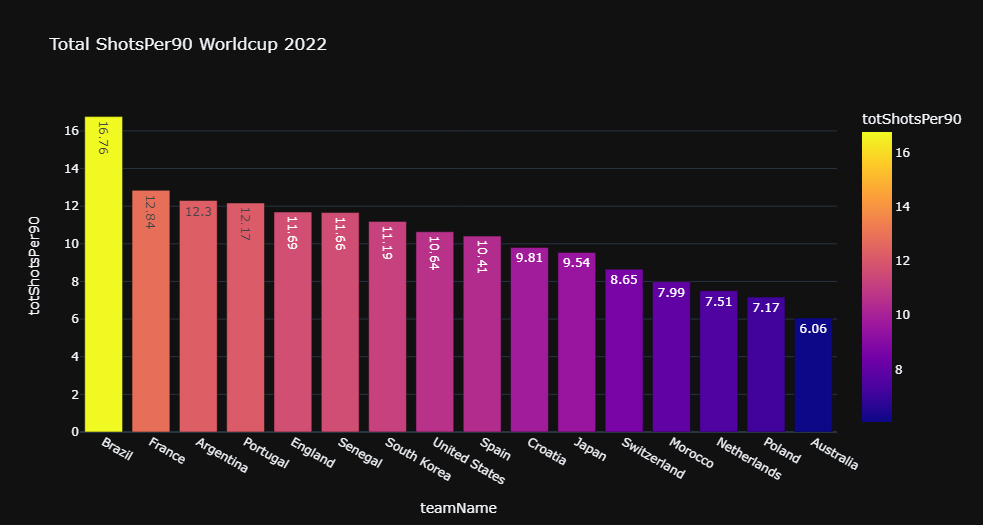 Total ShotsPer90 Worldcup 2022
totShotsPer90
16
14
12
10
8
6
4
2
0
totShotsPer90
16.76
12.84
12.3
12.17
11.69
11.66
11.19
10.64
10.41
9.81
9.54
8.65
7.99
7.51
7.17
6.06
Brazil
France
Argentina
Portugal
England
Senegal
South Korea
United States
Spain
Croatia
Japan
Switzerland
Morocco
Netherlands
Poland
Australia
teamName
16
14
12
10
8